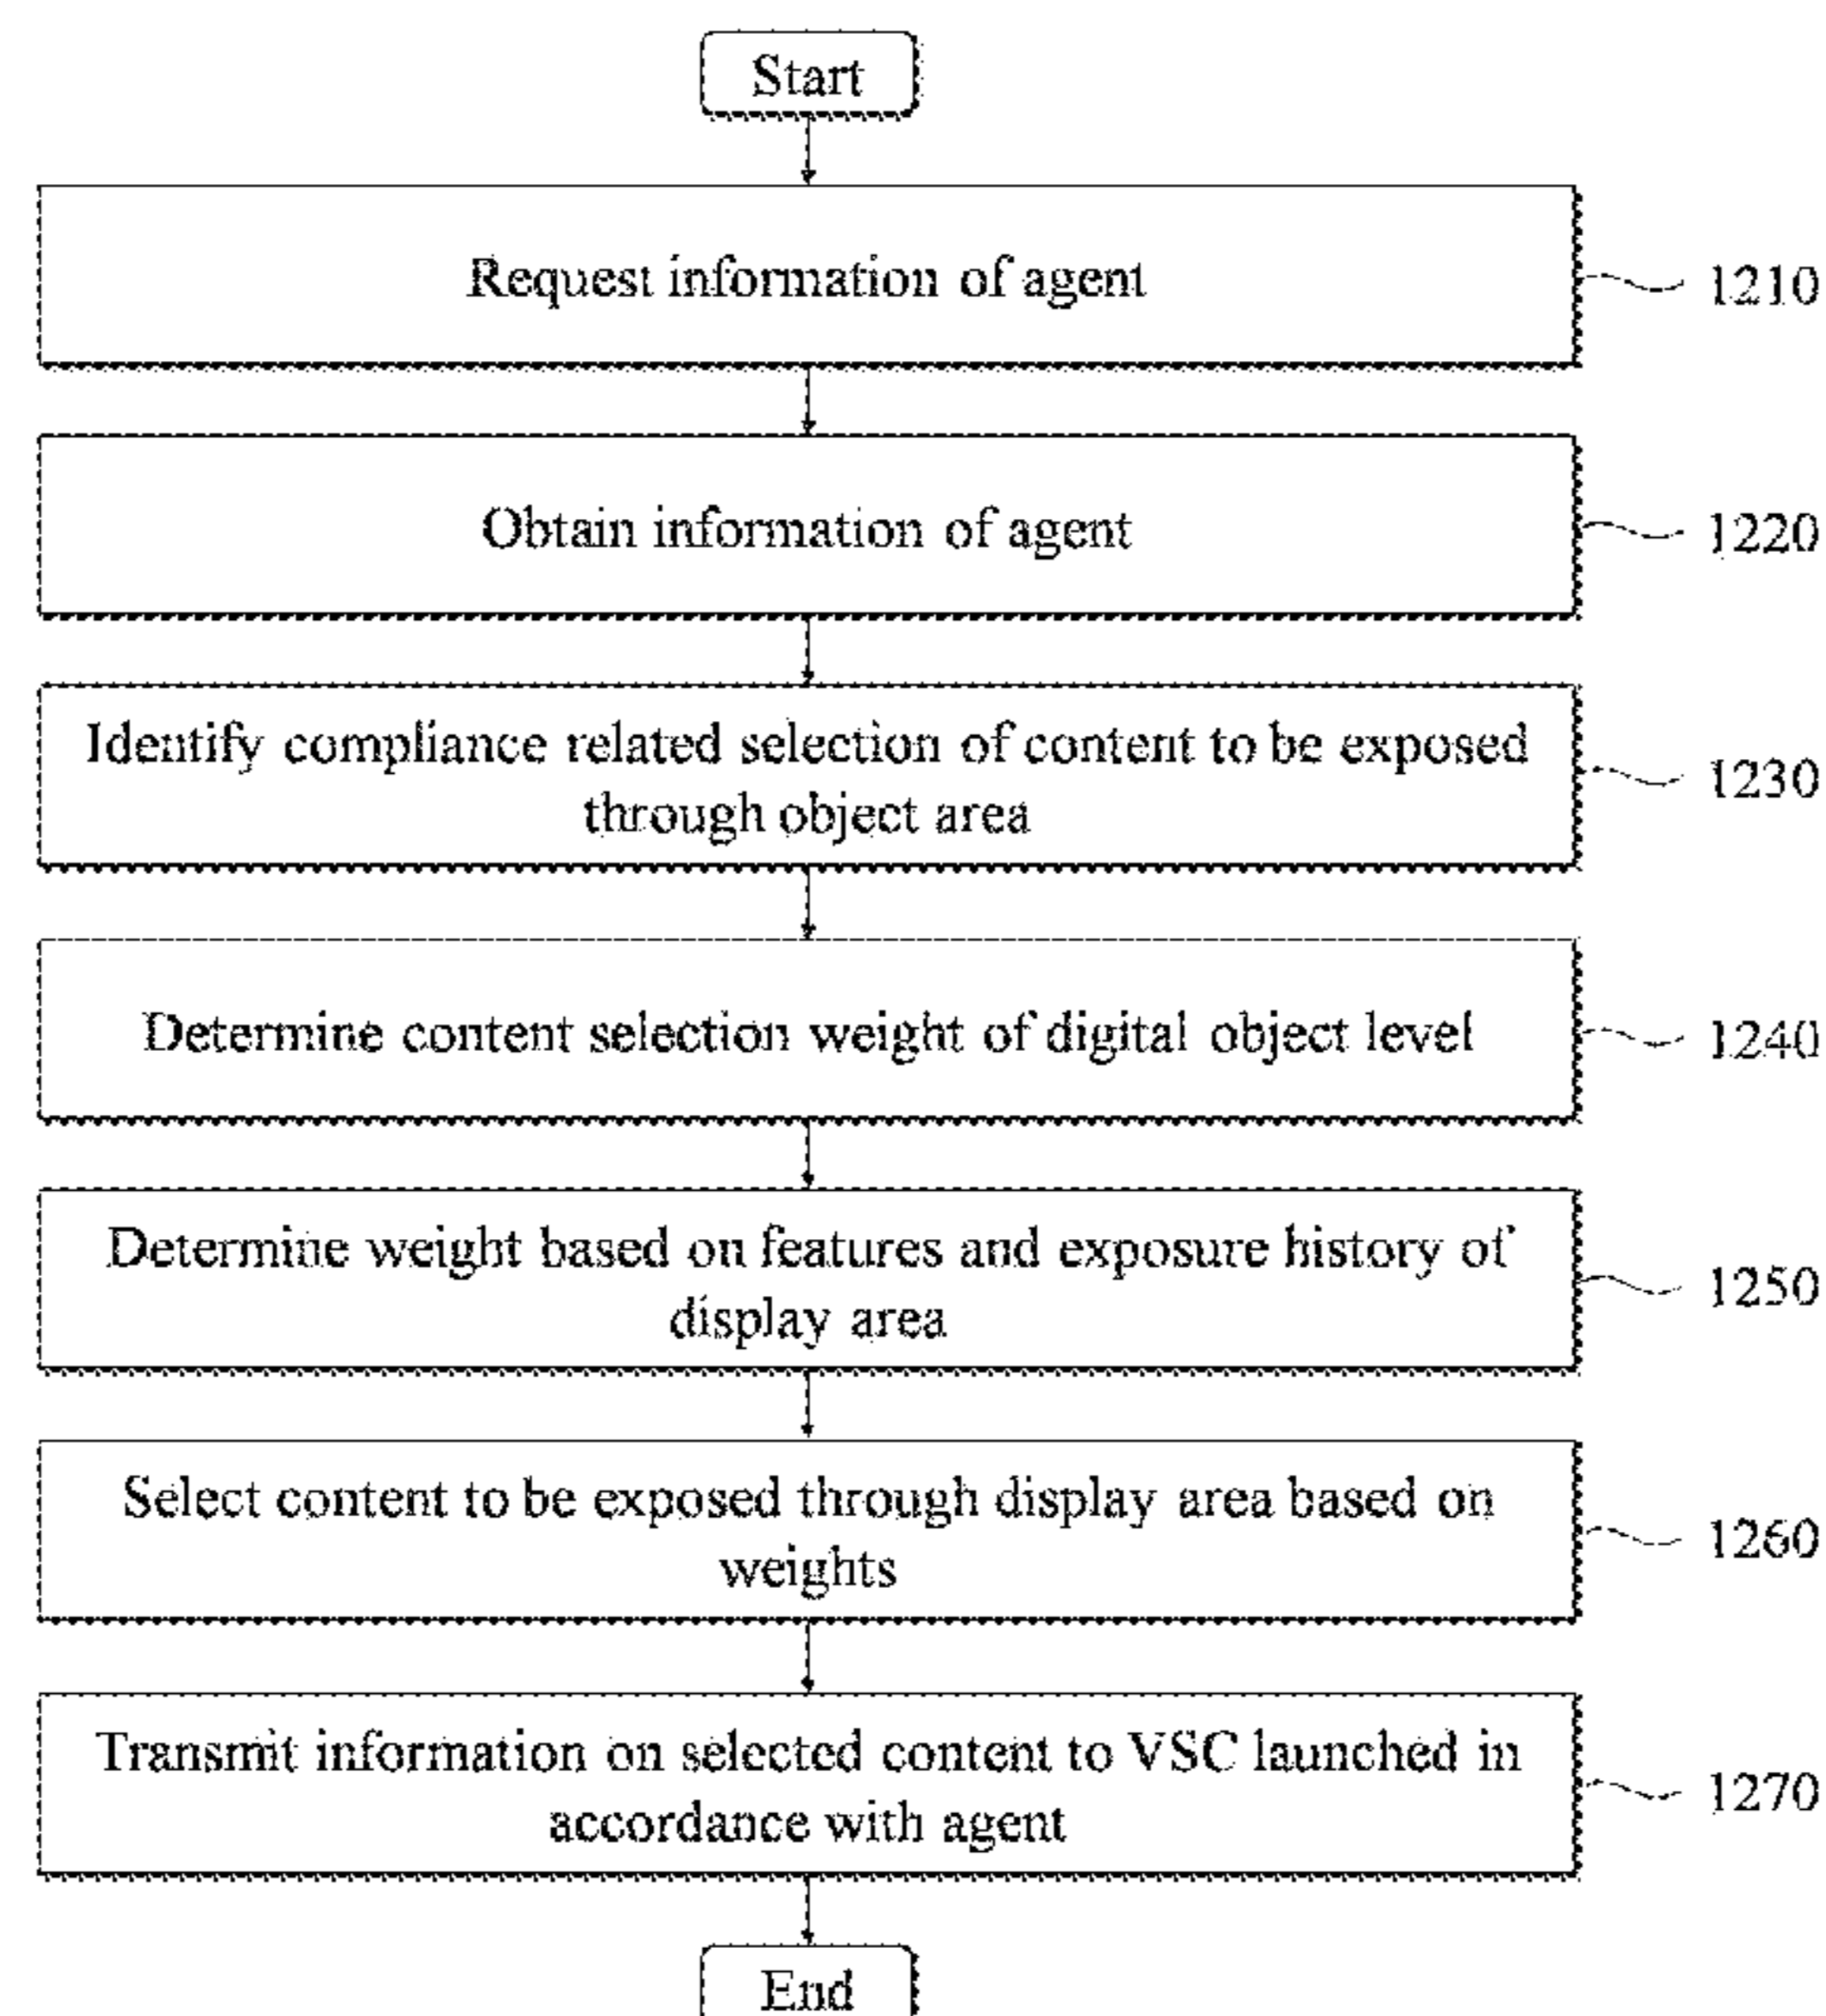 Start
Request information of agent
1210
Obtain information of agent
1220
Identify compliance related selection of content to be exposed
through object area
1230
Determine content selection weight of digital object level
1240
Determine weight based on features and exposure history of
display area
1250
Select content to be exposed through display area based on
weights
1260
Transmit information on selected content to VSC launched in
accordance with agent
1270
End